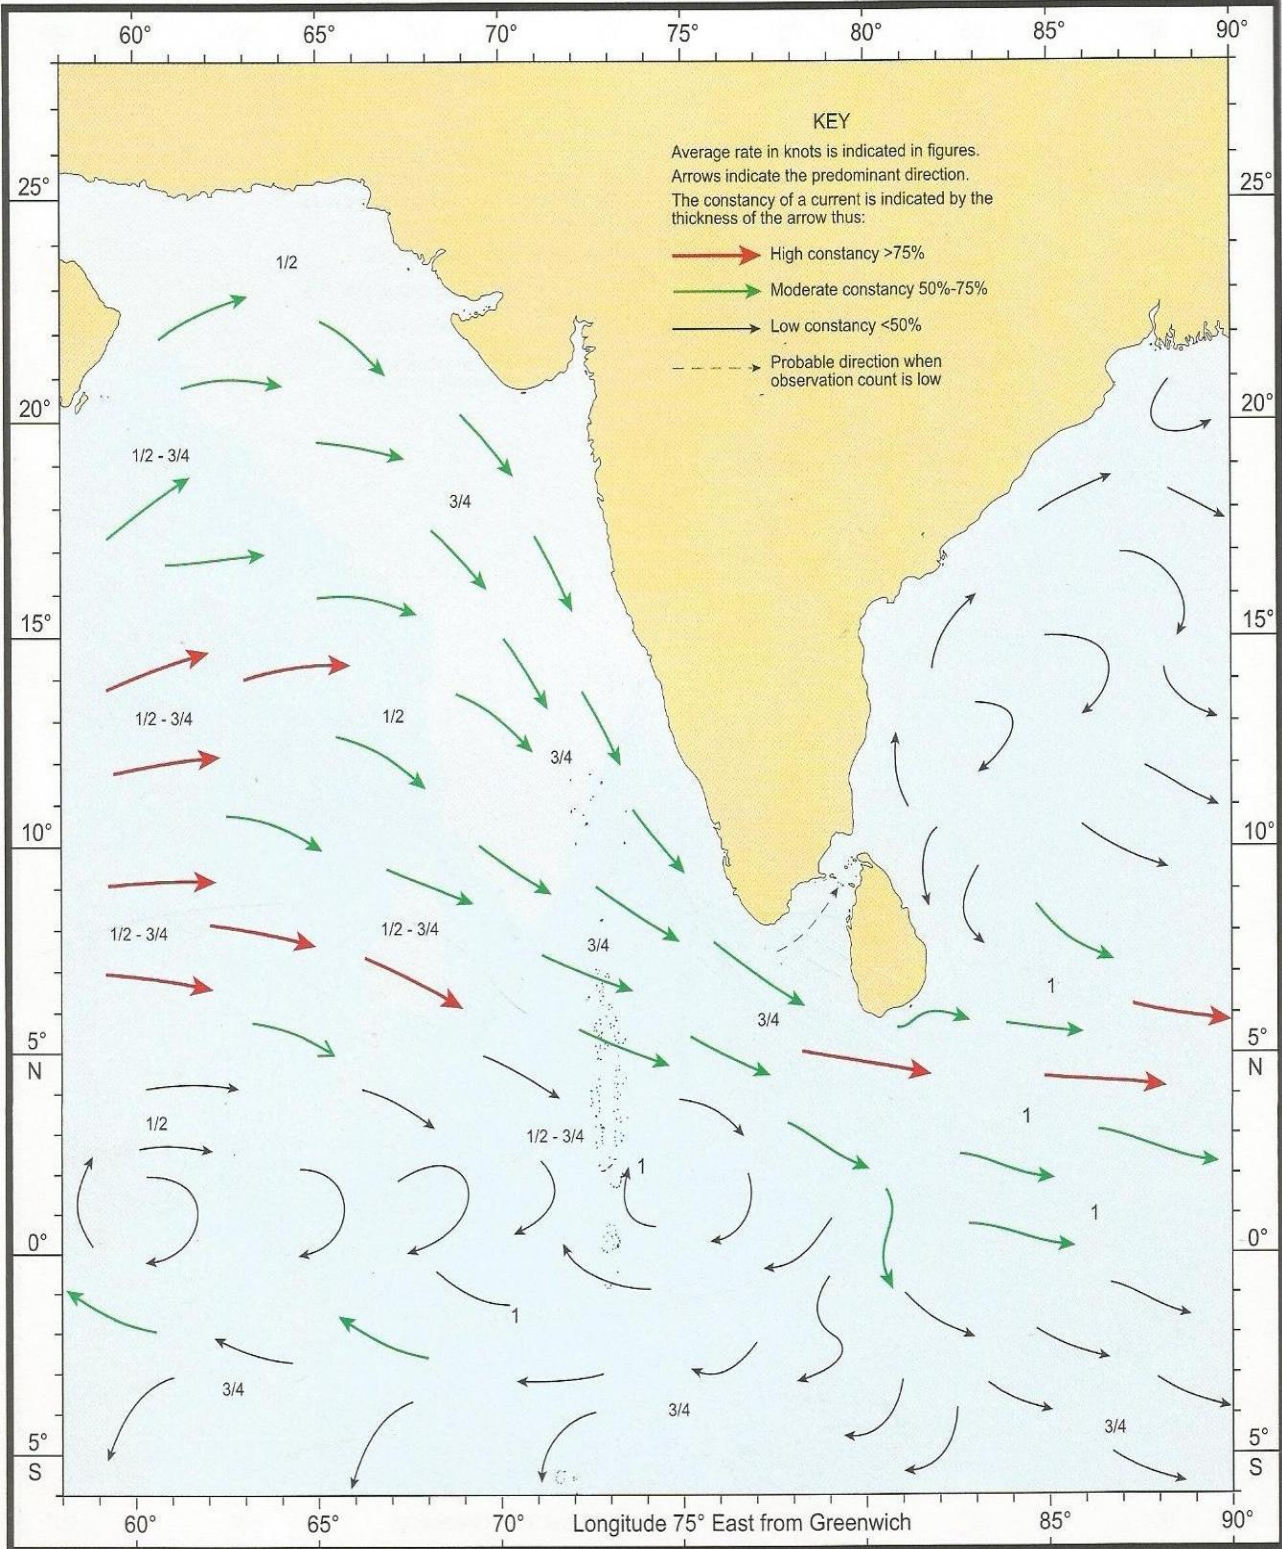 60° 65° 70° 75° 80° 85° 90°
KEY
Average rate in knots is indicated in figures.
Arrows indicate the predominant direction.
The constancy of a current is indicated by the
thickness of the arrow thus:
High constancy >75%
Moderate constancy 50%-75%
Low constancy <50%
Probable direction when
observation count is low
25° 25°
1/2
20° 20°
1/2 - 3/4
3/4
15° 15°
1/2 - 3/4
1/2
3/4
10° 10°
1/2 - 3/4
1/2 - 3/4
3/4
1
3/4
5° 5°
N N
1/2
1/2 - 3/4
1
1
1
0° 0°
1
3/4
3/4
3/4
5° 5°
S S
60° 65° 70° Longitude 75° East from Greenwich 85° 90°